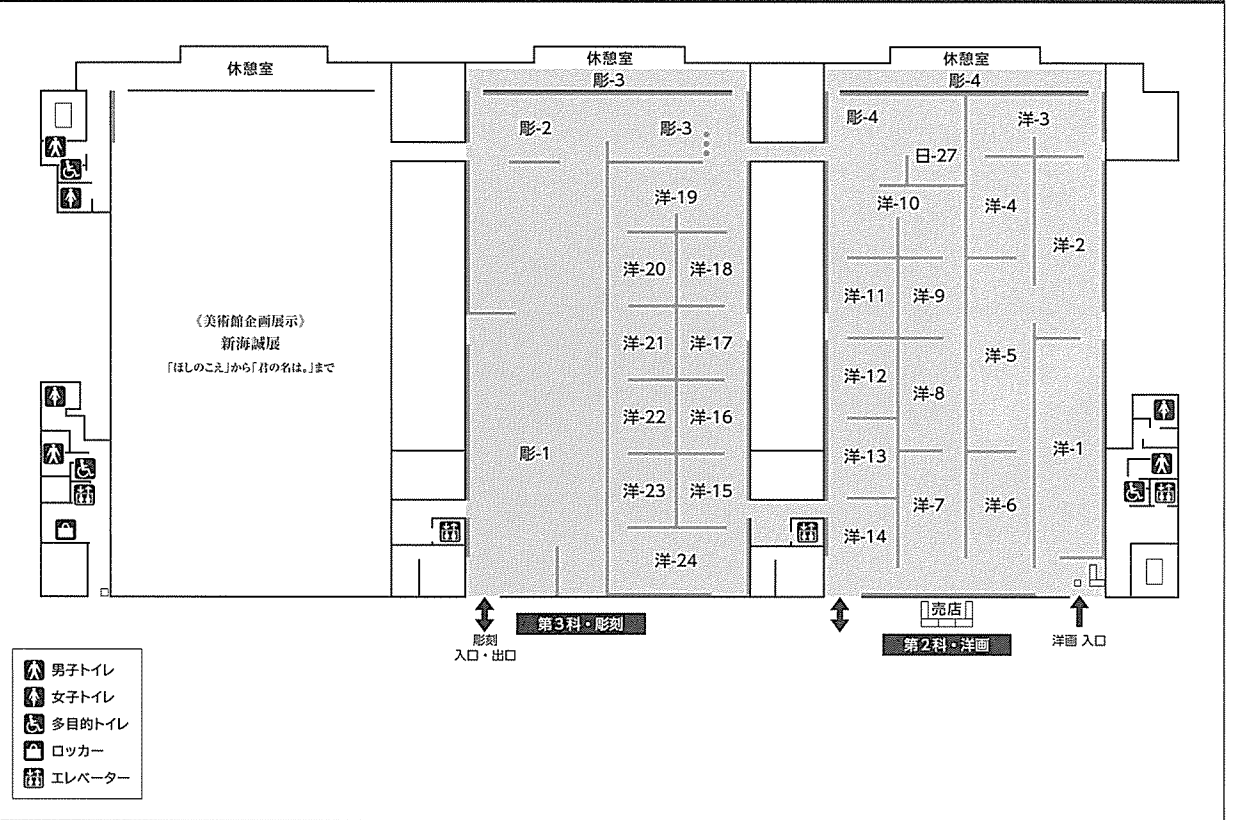 休憩室
休憩室
休憩室
彫-3
彫-4
彫-2
彫-3
彫-4
洋-3
日-27
洋-19
洋-10
洋-4
洋-2
洋-20
洋-18
洋-11
洋-9
《美術館企画展示》
新海誠展
「ほしのこえ」から「君の名は。」まで
洋-21
洋-17
洋-5
洋-12
洋-8
洋-22
洋-16
彫-1
洋-13
洋-1
洋-23
洋-15
洋-7
洋-6
洋-14
洋-24
売店
第3科・彫刻
彫刻
入口・出口
第2科・洋画
洋画 入口
男子トイレ
女子トイレ
多目的トイレ
ロッカー
エレベーター